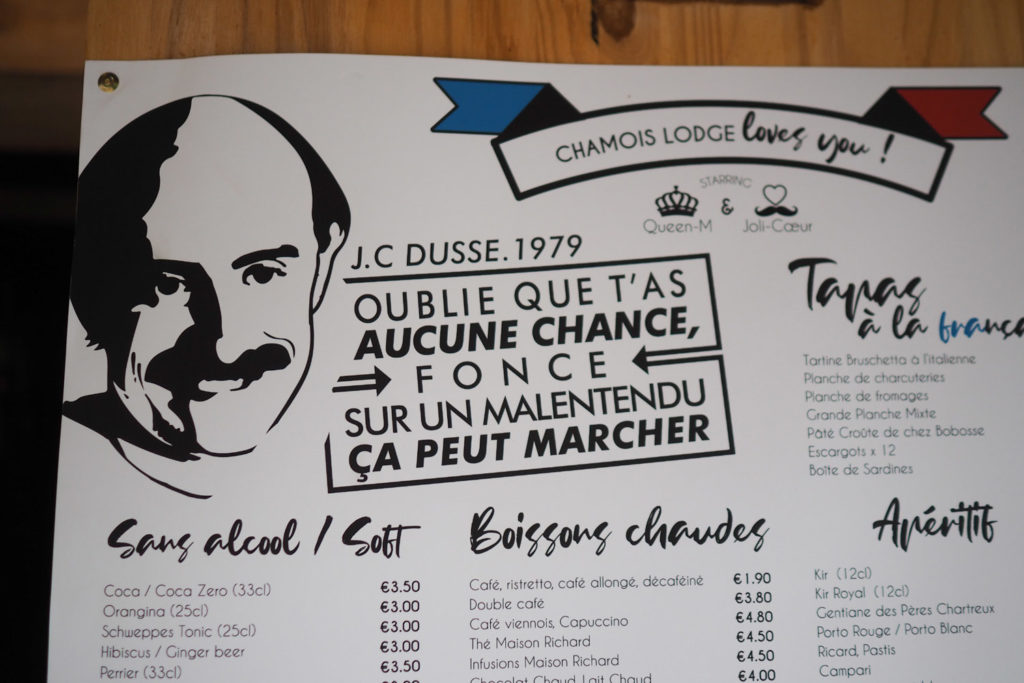 CHAMOIS LODGE loves you !
STARRING
Queen-M & Joli-Cœur
J.C DUSSE.1979
OUBLIE QUE T'AS
AUCUNE CHANCE,
FONCE
SUR UN MALENTENDU
ÇA PEUT MARCHER
Tapas
à la frança
Tartine Bruschetta à l'italienne
Planche de charcuteries
Planche de fromages
Grande Planche Mixte
Pâté Croûte de chez Bobosse
Escargots x 12
Boîte de Sardines
Sans alcool / Soft
Coca / Coca Zero (33cl) €3.50
Orangina (25cl) €3.00
Schweppes Tonic (25cl) €3.00
Hibiscus / Ginger beer €3.00
Perrier (33cl) €3.50
Boissons chaudes
Café, ristretto, café allongé, décaféiné €1.90
Double café €3.80
Café viennois, Capuccino €4.80
Thé Maison Richard €4.50
Infusions Maison Richard €4.50
Chocolat Chaud, Lait Chaud €4.00
Apéritif
Kir (12cl)
Kir Royal (12cl)
Gentiane des Pères Chartreux
Porto Rouge / Porto Blanc
Ricard, Pastis
Campari